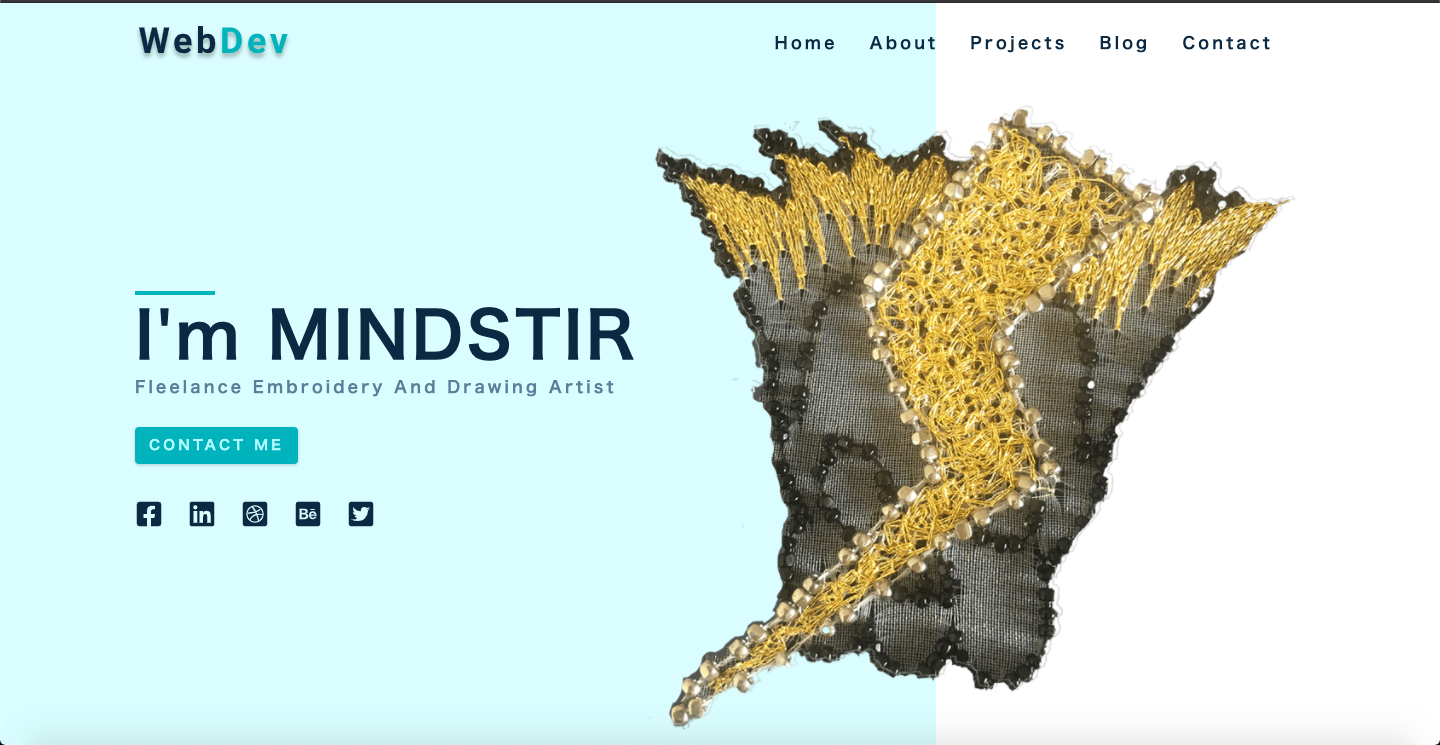 WebDev
Home About Projects Blog Contact
I'm MINDSTIR
Fleelance Embroidery And Drawing Artist
CONTACT ME
Bē